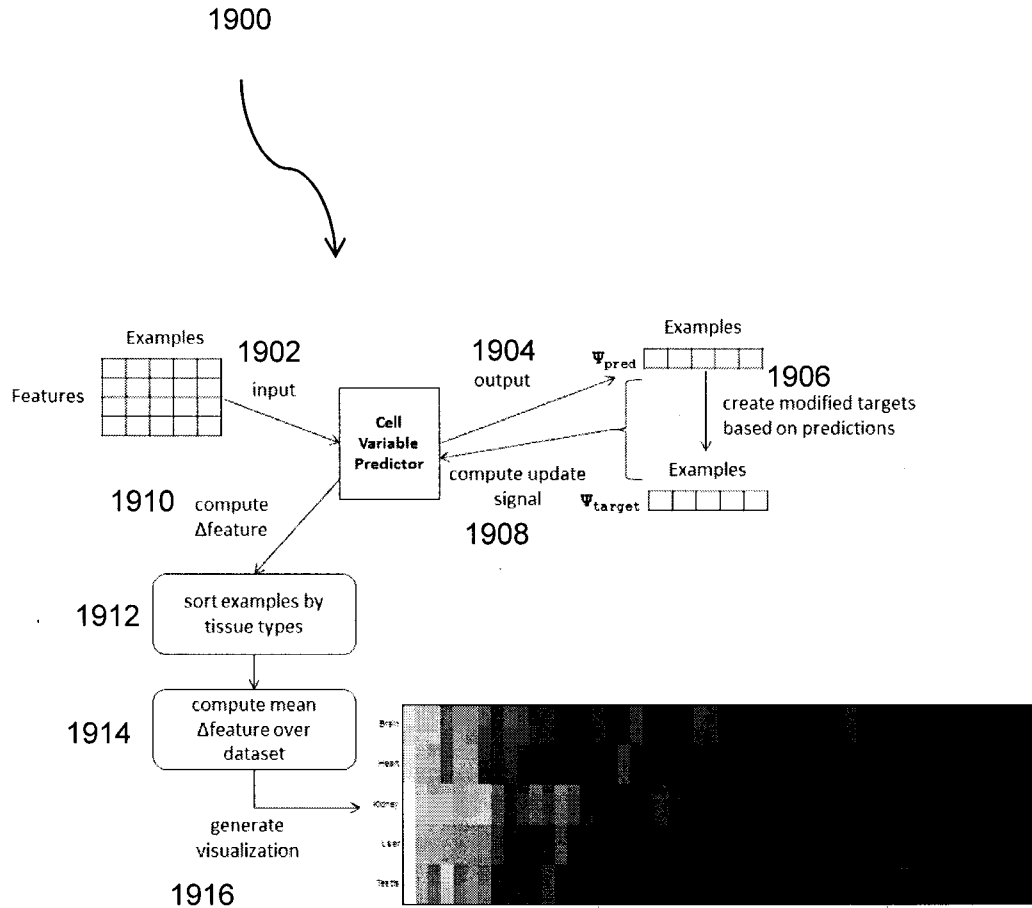 1900
Examples
1902
input
Features
Cell
Variable
Predictor
1904
output
Ψpred
Examples
1906
create modified targets
based on predictions
Examples
Ψtarget
compute update
signal
1908
1910
compute
Δfeature
1912
sort examples by
tissue types
1914
compute mean
Δfeature over
dataset
generate
visualization
1916
Brain
Heart
Kidney
Liver
Testis